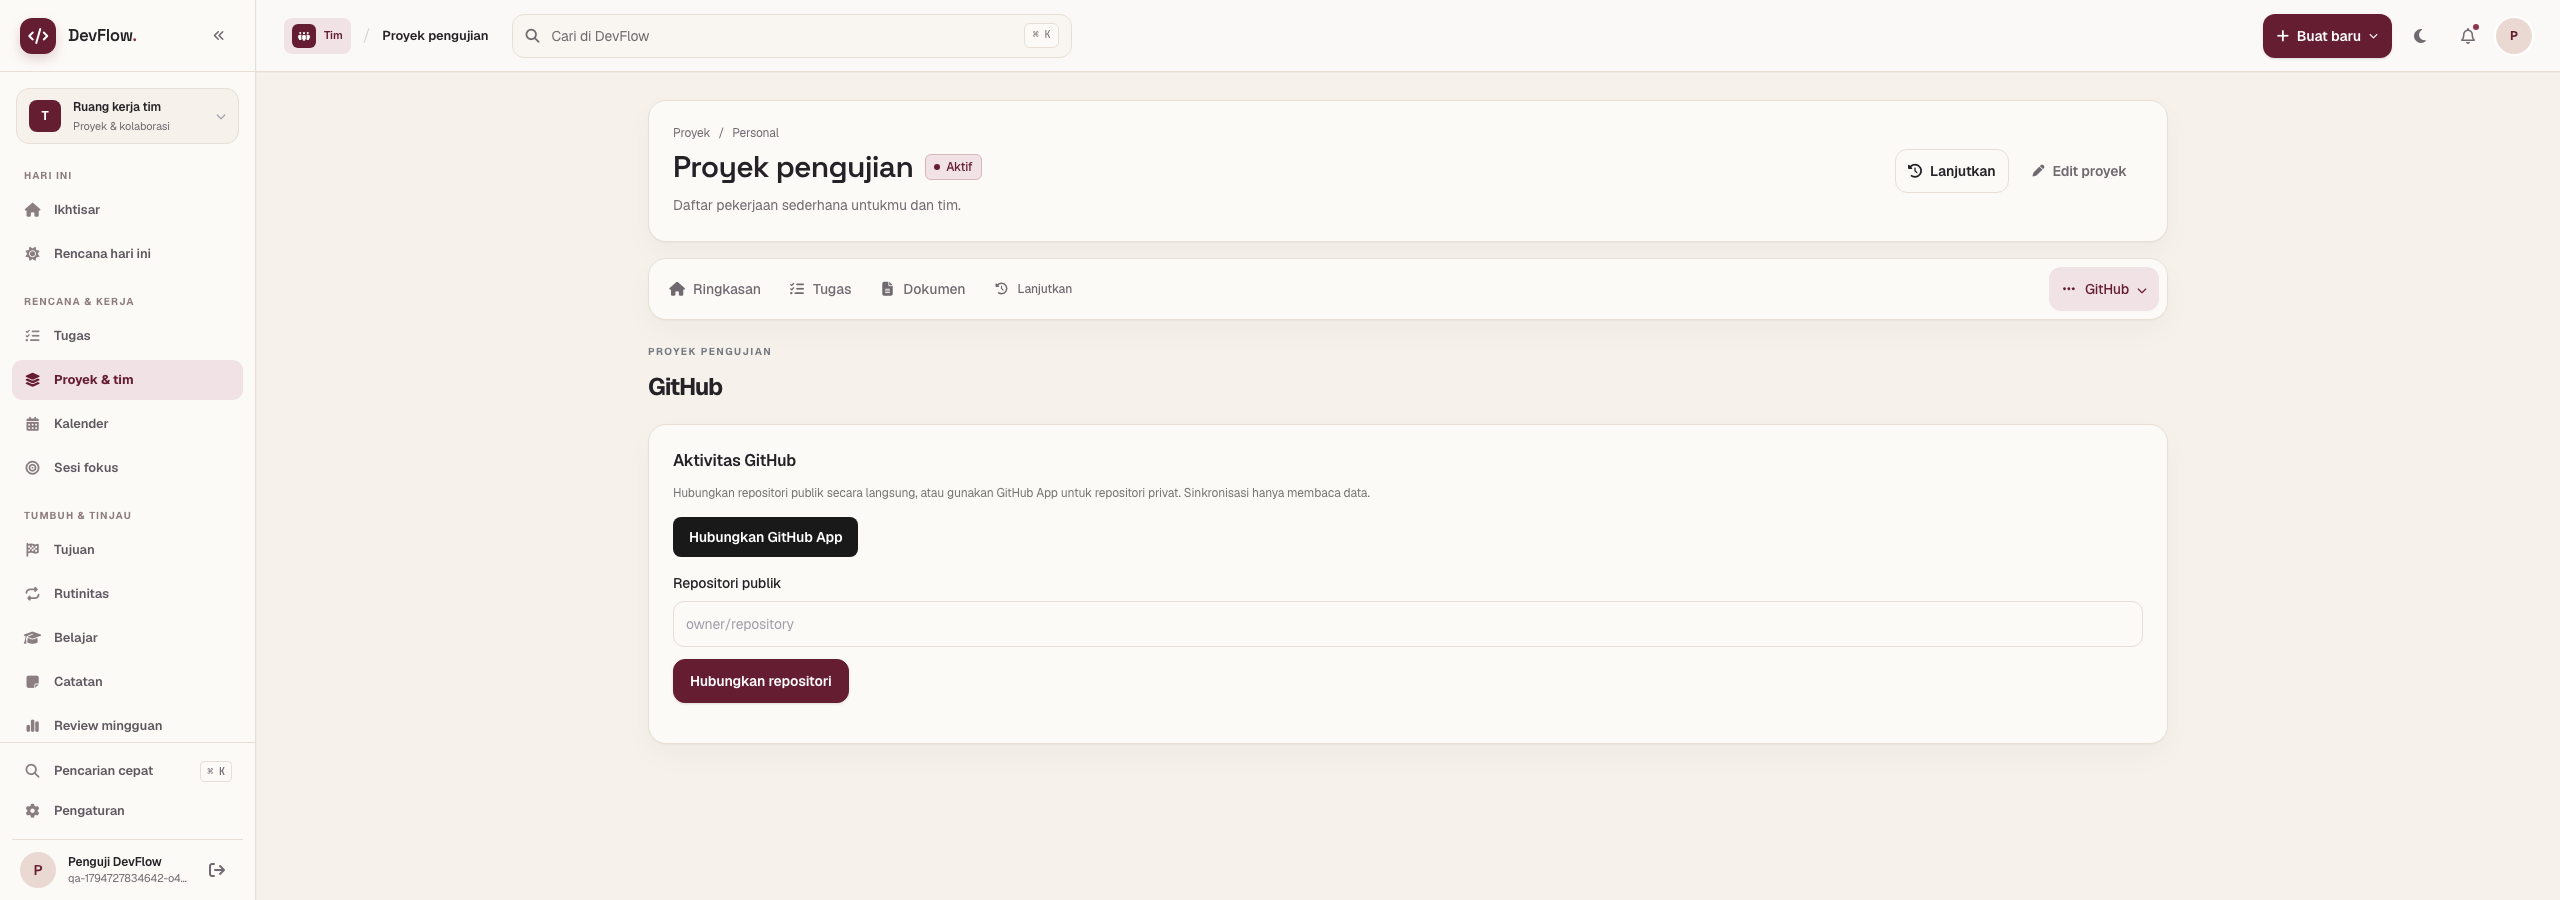 DevFlow.
Tim / Proyek pengujian
Cari di DevFlow
⌘ K
Buat baru
P
T
Ruang kerja tim
Proyek & kolaborasi
HARI INI
Ikhtisar
Rencana hari ini
RENCANA & KERJA
Tugas
Proyek & tim
Kalender
Sesi fokus
TUMBUH & TINJAU
Tujuan
Rutinitas
Belajar
Catatan
Review mingguan
Pencarian cepat
⌘ K
Pengaturan
P
Penguji DevFlow
qa-1794727834642-o4...
Proyek / Personal
Proyek pengujian
Aktif
Daftar pekerjaan sederhana untukmu dan tim.
Lanjutkan
Edit proyek
Ringkasan
Tugas
Dokumen
Lanjutkan
GitHub
PROYEK PENGUJIAN
GitHub
Aktivitas GitHub
Hubungkan repositori publik secara langsung, atau gunakan GitHub App untuk repositori privat. Sinkronisasi hanya membaca data.
Hubungkan GitHub App
Repositori publik
owner/repository
Hubungkan repositori